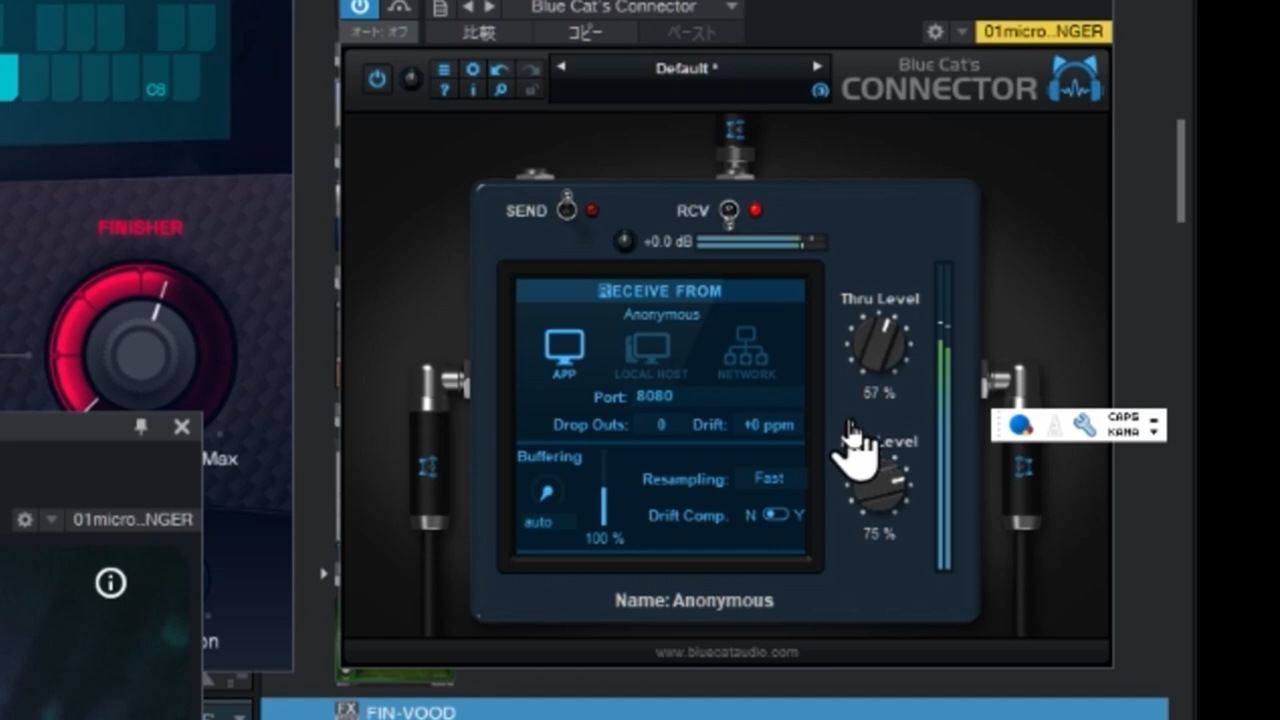 Blue Cat's Connector
オート: オフ
比較
コピー
ペースト
01micro..NGER
Default *
Blue Cat's
CONNECTOR
C8
SEND
RCV
+0.0 dB
FINISHER
RECEIVE FROM
Anonymous
APP
LOCAL HOST
NETWORK
Port: 8080
Drop Outs: 0 Drift: +0 ppm
Buffering
auto
100 %
Resampling: Fast
Drift Comp. N Y
Thru Level
57 %
Level
75 %
CAPS
KANA
Max
01micro..NGER
on
Name: Anonymous
www.bluecataudio.com
FX FIN-VOOD